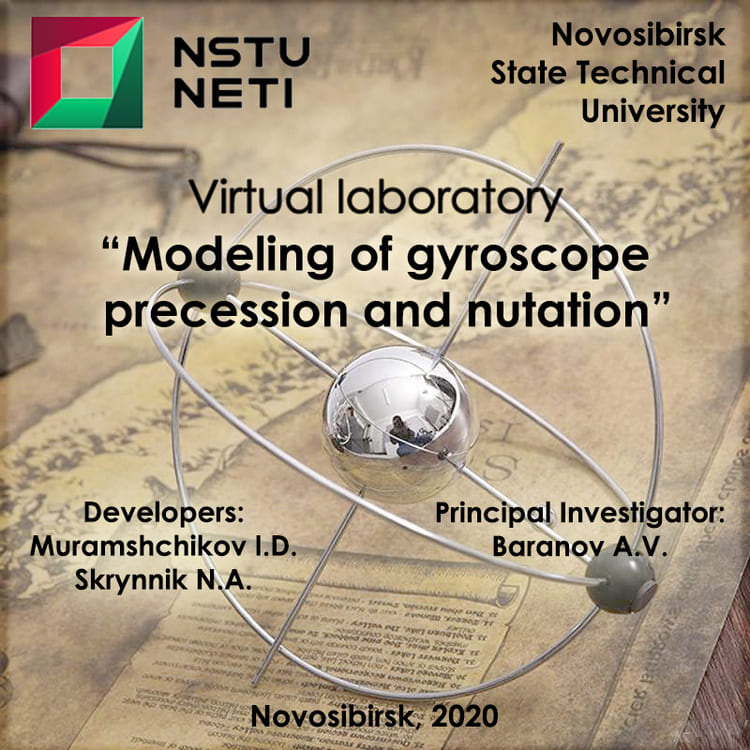 NSTU
NETI
Novosibirsk
State Technical
University
Virtual laboratory
“Modeling of gyroscope
precession and nutation”
Developers:
Muramshchikov I.D.
Skrynnik N.A.
Principal Investigator:
Baranov A.V.
Novosibirsk, 2020